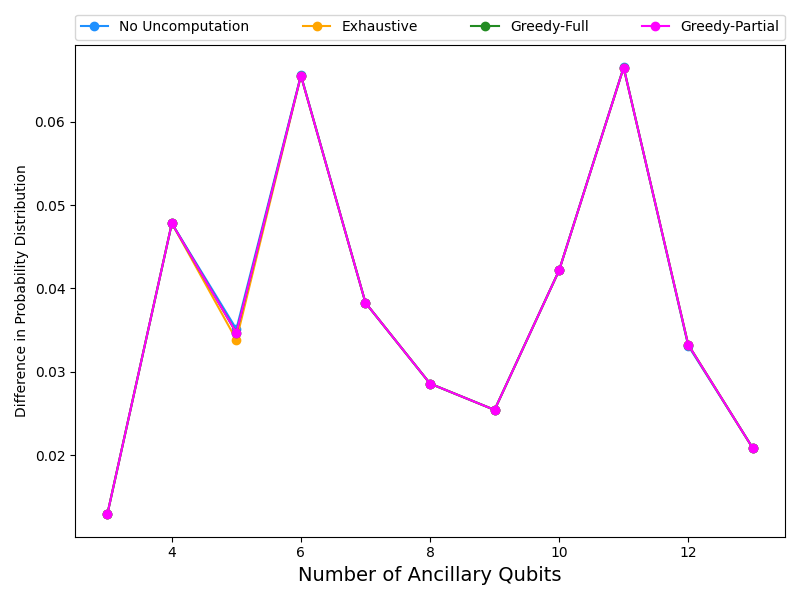 No Uncomputation Exhaustive Greedy-Full Greedy-Partial
Difference in Probability Distribution
0.06
0.05
0.04
0.03
0.02
4 6 8 10 12
Number of Ancillary Qubits